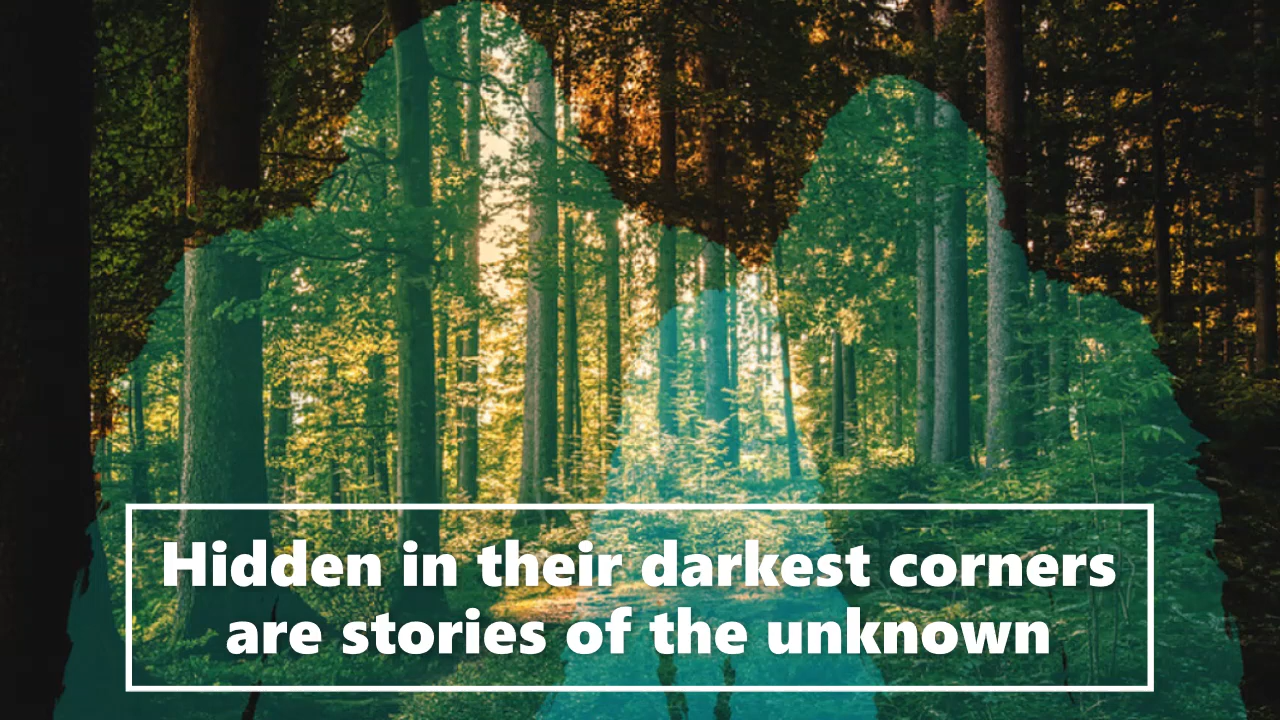 Hidden in their darkest corners
are stories of the unknown